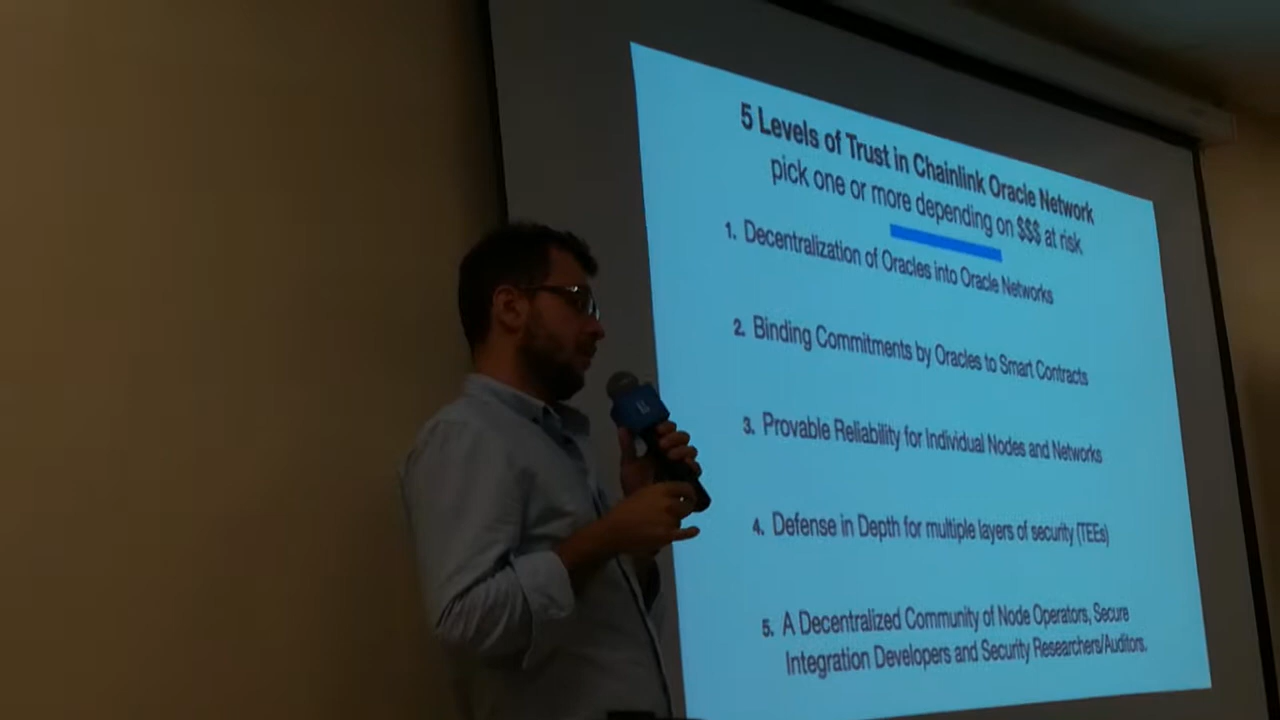 5 Levels of Trust in Chainlink Oracle Network
pick one or more depending on $$$ at risk
1. Decentralization of Oracles into Oracle Networks
2. Binding Commitments by Oracles to Smart Contracts
3. Provable Reliability for Individual Nodes and Networks
4. Defense in Depth for multiple layers of security (TEEs)
5. A Decentralized Community of Node Operators, Secure
Integration Developers and Security Researchers/Auditors.